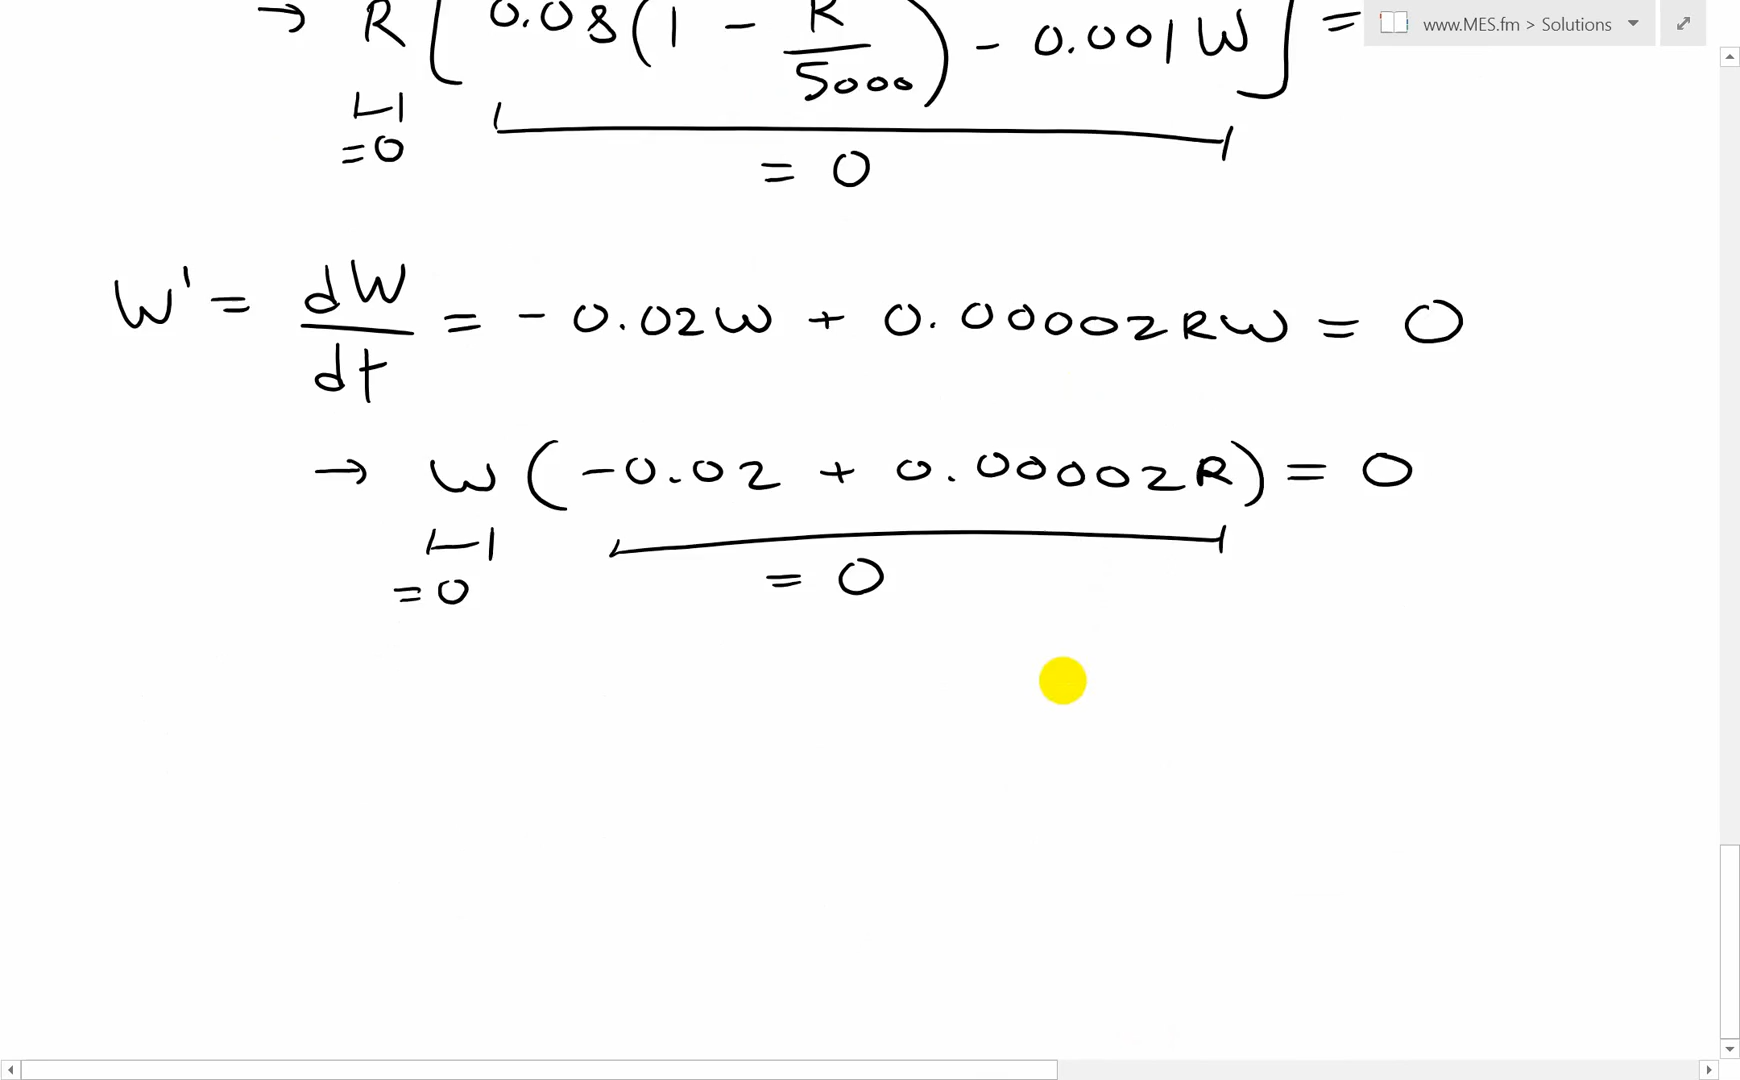 www.MES.fm > Solutions
→ R[0.08(1 - R/5000) - 0.001W] =
=0
= 0
W' = dW/dt = -0.02W + 0.00002RW = 0
→ W(-0.02 + 0.00002R) = 0
=0
= 0